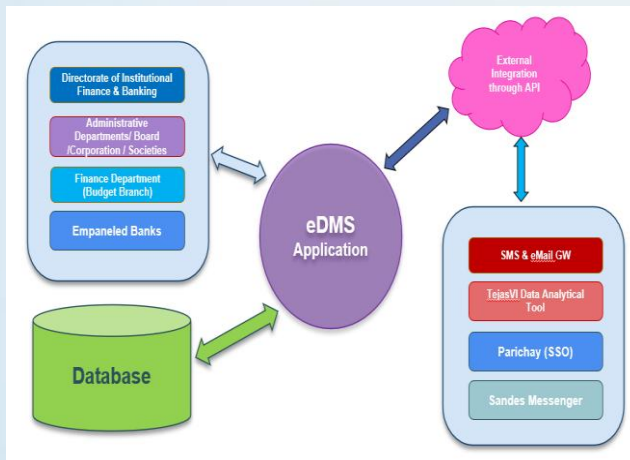 Directorate of Institutional
Finance & Banking
Administrative
Departments/ Board
/Corporation / Societies
Finance Department
(Budget Branch)
Empaneled Banks
Database
eDMS
Application
External
Integration
through API
SMS & eMail GW
TejasVI Data Analytical
Tool
Parichay (SSO)
Sandes Messenger